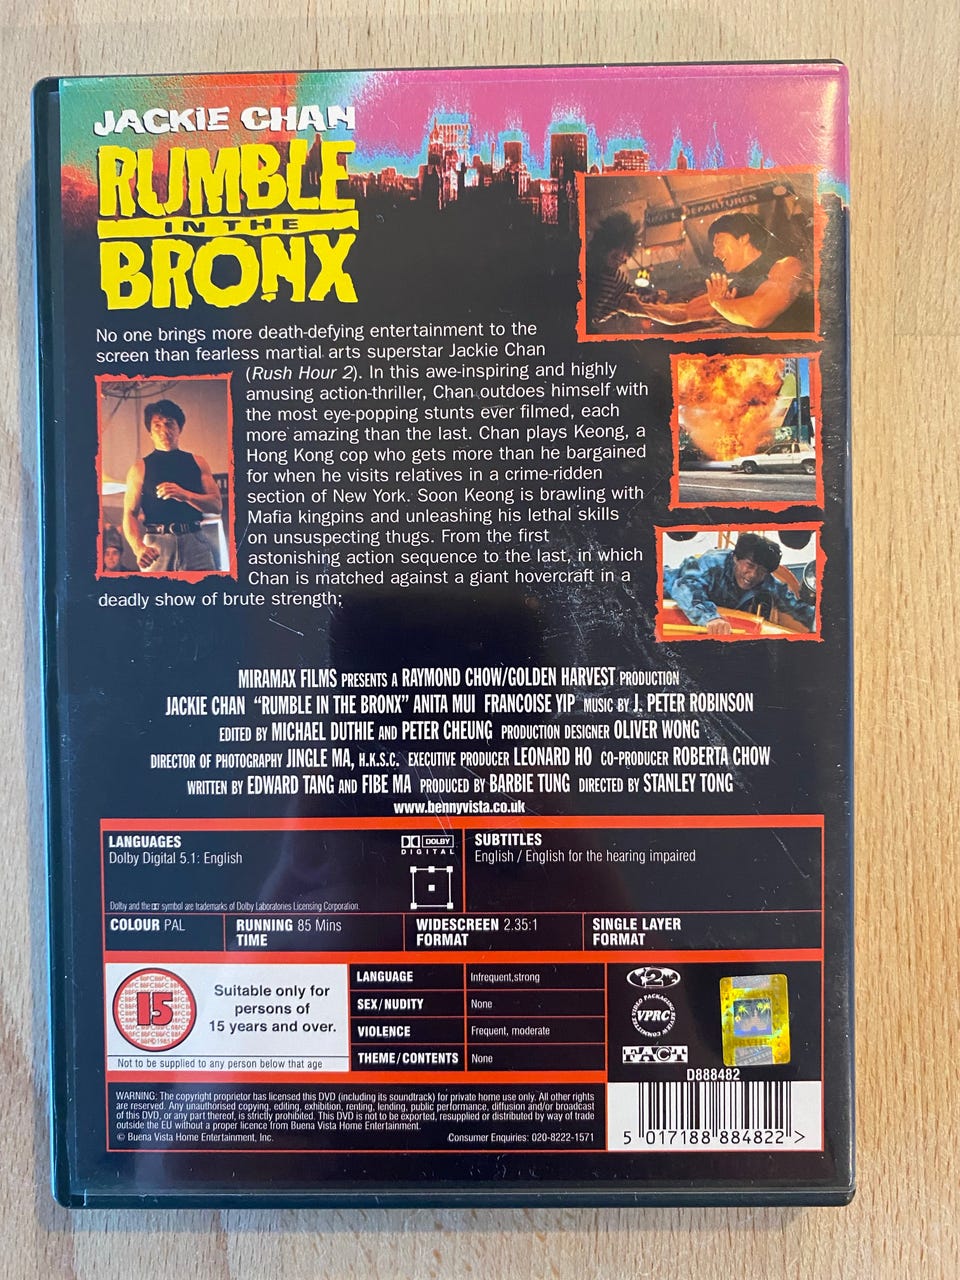 JACKIE CHAN
RUMBLE
IN THE
BRONX
DEPARTURES
No one brings more death-defying entertainment to the
screen than fearless martial arts superstar Jackie Chan
(Rush Hour 2). In this awe-inspiring and highly
amusing action-thriller, Chan outdoes himself with
the most eye-popping stunts ever filmed, each
more amazing than the last. Chan plays Keong, a
Hong Kong cop who gets more than he bargained
for when he visits relatives in a crime-ridden
section of New York. Soon Keong is brawling with
Mafia kingpins and unleashing his lethal skills
on unsuspecting thugs. From the first
astonishing action sequence to the last, in which
Chan is matched against a giant hovercraft in a
deadly show of brute strength;
MIRAMAX FILMS PRESENTS A RAYMOND CHOW/GOLDEN HARVEST PRODUCTION
JACKIE CHAN "RUMBLE IN THE BRONX" ANITA MUI FRANCOISE YIP MUSIC BY J. PETER ROBINSON
EDITED BY MICHAEL DUTHIE AND PETER CHEUNG PRODUCTION DESIGNER OLIVER WONG
DIRECTOR OF PHOTOGRAPHY JINGLE MA, H.K.S.C. EXECUTIVE PRODUCER LEONARD HO CO-PRODUCER ROBERTA CHOW
WRITTEN BY EDWARD TANG AND FIBE MA PRODUCED BY BARBIE TUNG DIRECTED BY STANLEY TONG
www.bennyvista.co.uk
LANGUAGES
Dolby Digital 5.1: English
DOLBY
DIGITAL
Dolby and the symbol are trademarks of Dolby Laboratories Licensing Corporation.
SUBTITLES
English / English for the hearing impaired
COLOUR PAL
RUNNING TIME 85 Mins
WIDESCREEN FORMAT 2.35:1
SINGLE LAYER FORMAT
15
Suitable only for
persons of
15 years and over.
Not to be supplied to any person below that age
LANGUAGE Infrequent,strong
SEX/NUDITY None
VIOLENCE Frequent, moderate
THEME/CONTENTS None
2
VIDEO PACKAGING REVIEW COMMITTEE
VPRC
FACT
D888482
WARNING: The copyright proprietor has licensed this DVD (including its soundtrack) for private home use only. All other rights
are reserved. Any unauthorised copying, editing, exhibition, renting, lending, public performance, diffusion and/or broadcast
of this DVD, or any part thereof, is strictly prohibited. This DVD is not to be exported, resupplied or distributed by way of trade
outside the EU without a proper licence from Buena Vista Home Entertainment.
© Buena Vista Home Entertainment, Inc. Consumer Enquiries: 020-8222-1571
5 017188 884822 >